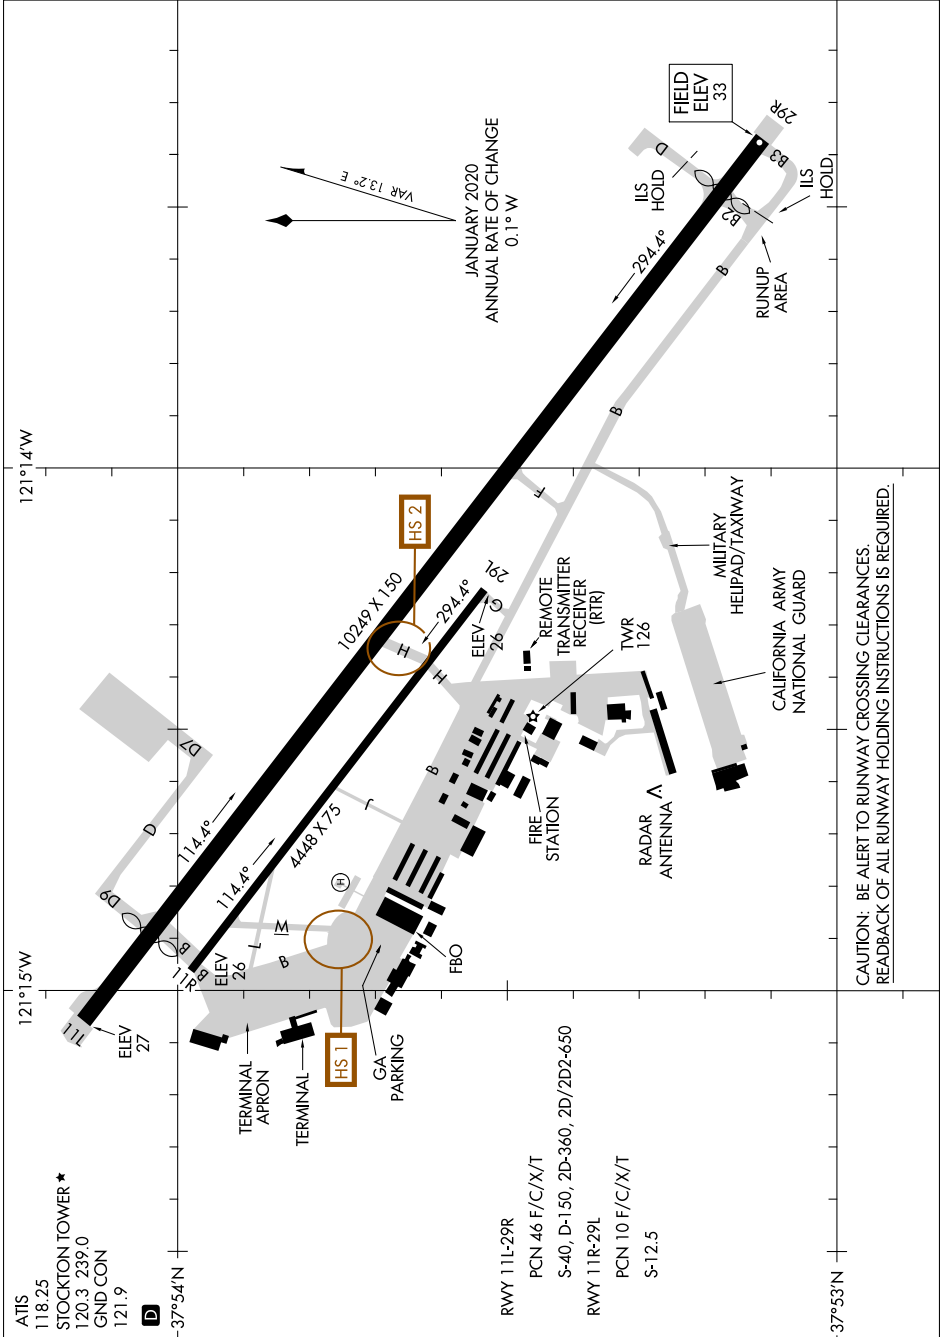 ATIS
118.25
STOCKTON TOWER ★
120.3 239.0
GND CON
121.9
D
37°54'N
121°15'W
121°14'W
37°53'N
JANUARY 2020
ANNUAL RATE OF CHANGE
0.1° W
VAR 13.2° E
FIELD
ELEV
33
29R
B3
ILS
HOLD
D
ILS
HOLD
B2
B
RUNUP
AREA
294.4°
B
F
10249 X 150
HS 2
H
H
294.4°
29L
G
ELEV
26
REMOTE
TRANSMITTER
RECEIVER
(RTR)
TWR
126
MILITARY
HELIPAD/TAXIWAY
CALIFORNIA ARMY
NATIONAL GUARD
D7
D
114.4°
D9
4448 X 75
114.4°
J
B
H
M
L
B
B
B
11R
ELEV
26
11L
ELEV
27
FIRE
STATION
RADAR
ANTENNA
FBO
GA
PARKING
HS 1
TERMINAL
APRON
TERMINAL
RWY 11L-29R
PCN 46 F/C/X/T
S-40, D-150, 2D-360, 2D/2D2-650
RWY 11R-29L
PCN 10 F/C/X/T
S-12.5
CAUTION: BE ALERT TO RUNWAY CROSSING CLEARANCES.
READBACK OF ALL RUNWAY HOLDING INSTRUCTIONS IS REQUIRED.